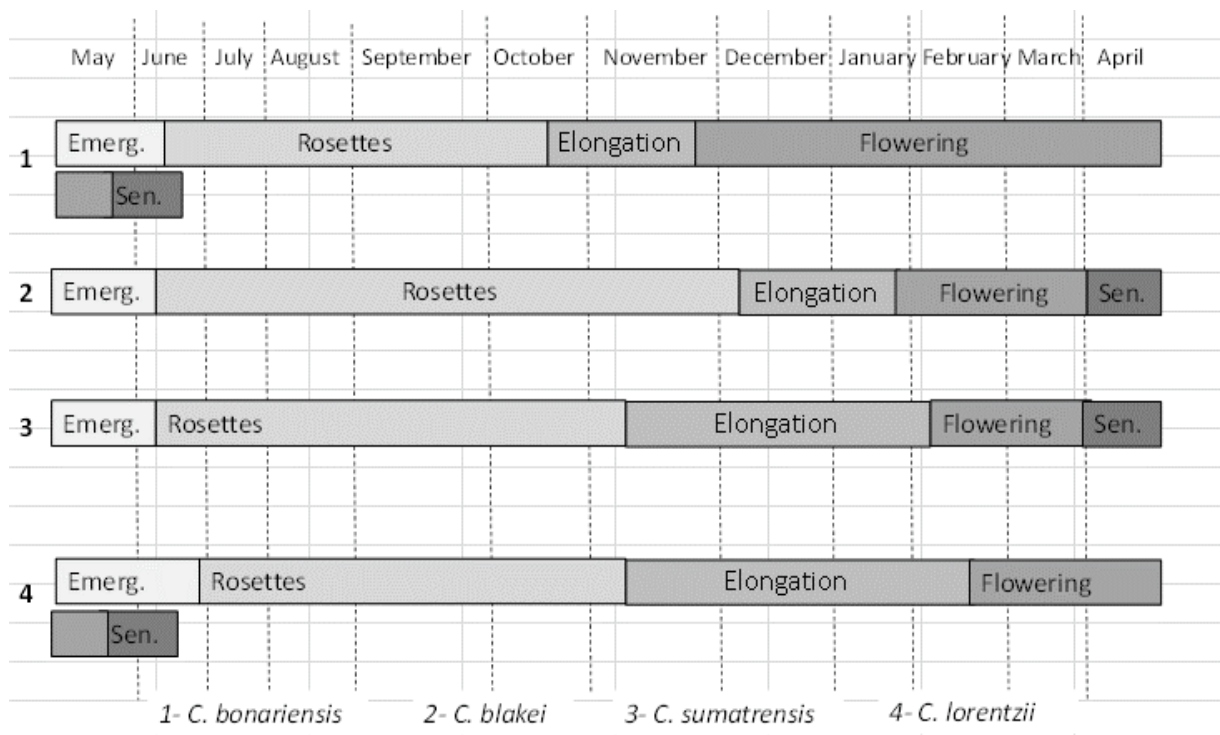 May June July August September October November December January February March April
1 Emerg. Rosettes Elongation Flowering
Sen.
2 Emerg. Rosettes Elongation Flowering Sen.
3 Emerg. Rosettes Elongation Flowering Sen.
4 Emerg. Rosettes Elongation Flowering
Sen.
1- C. bonariensis 2- C. blakei 3- C. sumatrensis 4- C. lorentzii